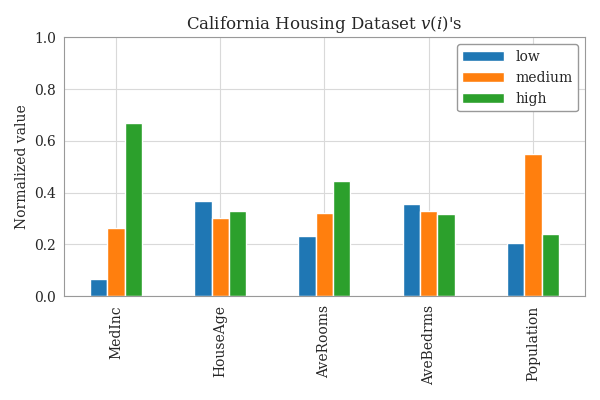 California Housing Dataset v(i)'s
Normalized value
1.0
0.8
0.6
0.4
0.2
0.0
low
medium
high
MedInc
HouseAge
AveRooms
AveBedrms
Population